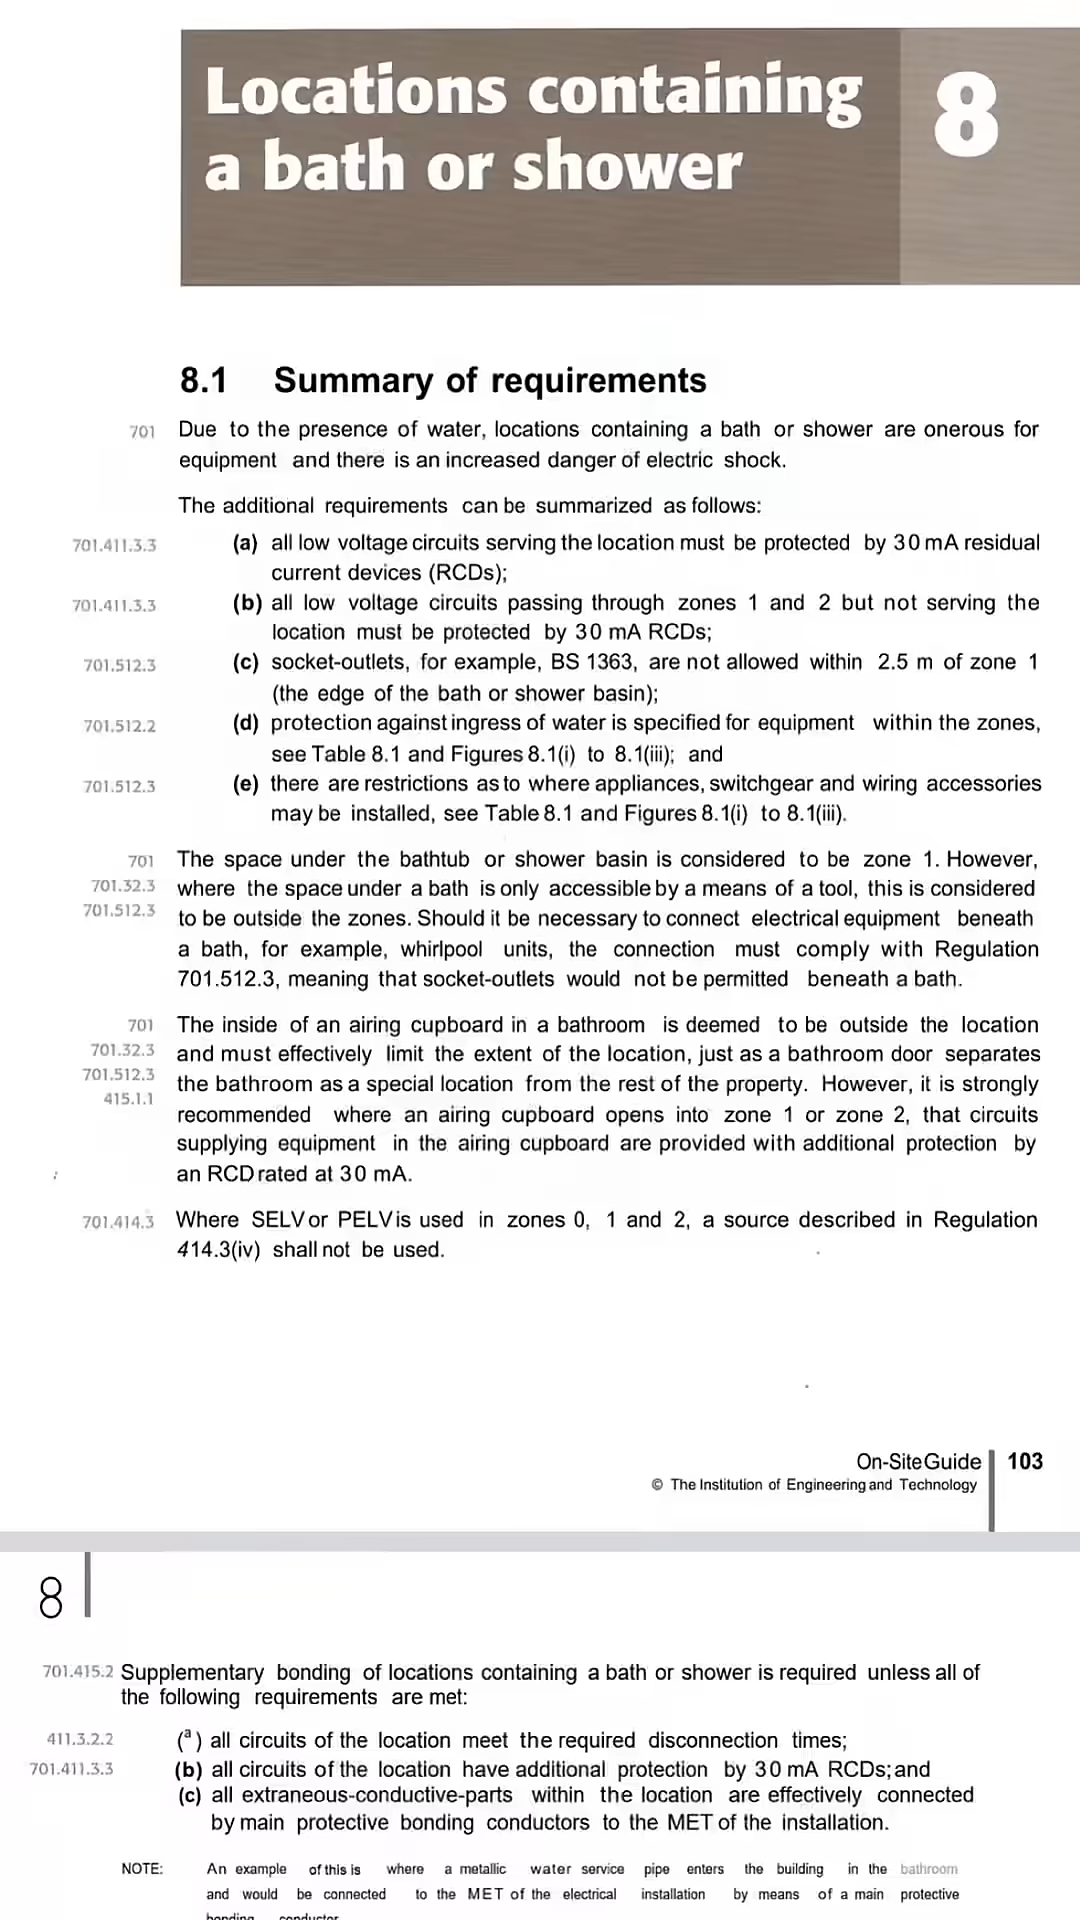 Locations containing
a bath or shower
8
8.1 Summary of requirements
701 Due to the presence of water, locations containing a bath or shower are onerous for
equipment and there is an increased danger of electric shock.
The additional requirements can be summarized as follows:
701.411.3.3 (a) all low voltage circuits serving the location must be protected by 30 mA residual
current devices (RCDs);
701.411.3.3 (b) all low voltage circuits passing through zones 1 and 2 but not serving the
location must be protected by 30 mA RCDs;
701.512.3 (c) socket-outlets, for example, BS 1363, are not allowed within 2.5 m of zone 1
(the edge of the bath or shower basin);
701.512.2 (d) protection against ingress of water is specified for equipment within the zones,
see Table 8.1 and Figures 8.1(i) to 8.1(iii); and
701.512.3 (e) there are restrictions as to where appliances, switchgear and wiring accessories
may be installed, see Table 8.1 and Figures 8.1(i) to 8.1(iii).
701 The space under the bathtub or shower basin is considered to be zone 1. However,
701.32.3 where the space under a bath is only accessible by a means of a tool, this is considered
701.512.3 to be outside the zones. Should it be necessary to connect electrical equipment beneath
a bath, for example, whirlpool units, the connection must comply with Regulation
701.512.3, meaning that socket-outlets would not be permitted beneath a bath.
701 The inside of an airing cupboard in a bathroom is deemed to be outside the location
701.32.3 and must effectively limit the extent of the location, just as a bathroom door separates
701.512.3 the bathroom as a special location from the rest of the property. However, it is strongly
415.1.1 recommended where an airing cupboard opens into zone 1 or zone 2, that circuits
supplying equipment in the airing cupboard are provided with additional protection by
an RCD rated at 30 mA.
701.414.3 Where SELV or PELV is used in zones 0, 1 and 2, a source described in Regulation
414.3(iv) shall not be used.
On-Site Guide 103
© The Institution of Engineering and Technology
8
701.415.2 Supplementary bonding of locations containing a bath or shower is required unless all of
the following requirements are met:
411.3.2.2 (a) all circuits of the location meet the required disconnection times;
701.411.3.3 (b) all circuits of the location have additional protection by 30 mA RCDs; and
(c) all extraneous-conductive-parts within the location are effectively connected
by main protective bonding conductors to the MET of the installation.
NOTE: An example of this is where a metallic water service pipe enters the building in the bathroom
and would be connected to the MET of the electrical installation by means of a main protective
bonding conductor